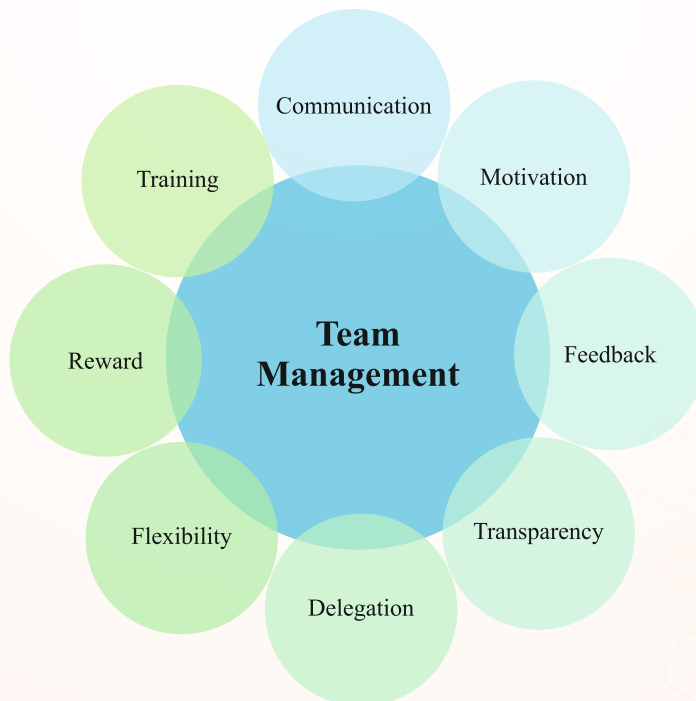 Communication
Motivation
Feedback
Transparency
Delegation
Flexibility
Reward
Training
Team
Management